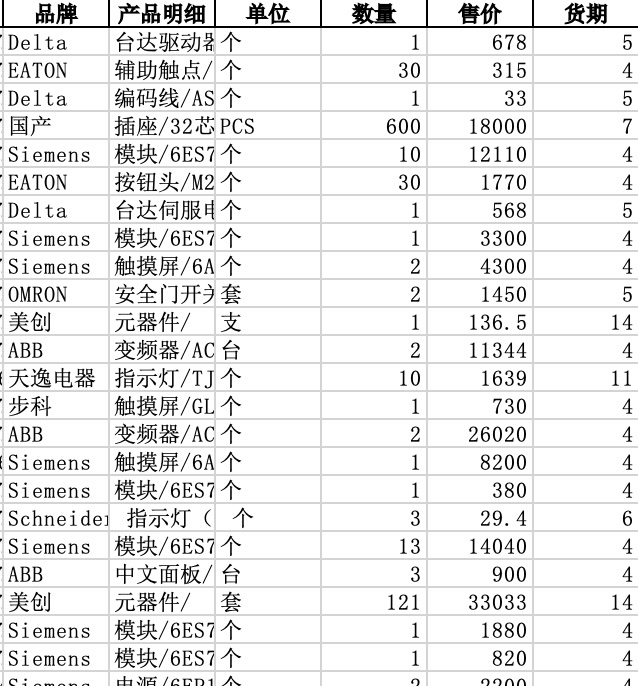 品牌 产品明细 单位 数量 售价 货期
Delta 台达驱动器 个 1 678 5
EATON 辅助触点/ 个 30 315 4
Delta 编码线/AS 个 1 33 5
国产 插座/32芯 PCS 600 18000 7
Siemens 模块/6ES7 个 10 12110 4
EATON 按钮头/M2 个 30 1770 4
Delta 台达伺服电 个 1 568 5
Siemens 模块/6ES7 个 1 3300 4
Siemens 触摸屏/6A 个 2 4300 4
OMRON 安全门开关 套 2 1450 5
美创 元器件/ 支 1 136.5 14
ABB 变频器/AC 台 2 11344 4
天逸电器 指示灯/TJ 个 10 1639 11
步科 触摸屏/GL 个 1 730 4
ABB 变频器/AC 个 2 26020 4
Siemens 触摸屏/6A 个 1 8200 4
Siemens 模块/6ES7 个 1 380 4
Schneider 指示灯（ 个 3 29.4 6
Siemens 模块/6ES7 个 13 14040 4
ABB 中文面板/ 台 3 900 4
美创 元器件/ 套 121 33033 14
Siemens 模块/6ES7 个 1 1880 4
Siemens 模块/6ES7 个 1 820 4
Siemens 电源/6EP1 个 2 2200 4